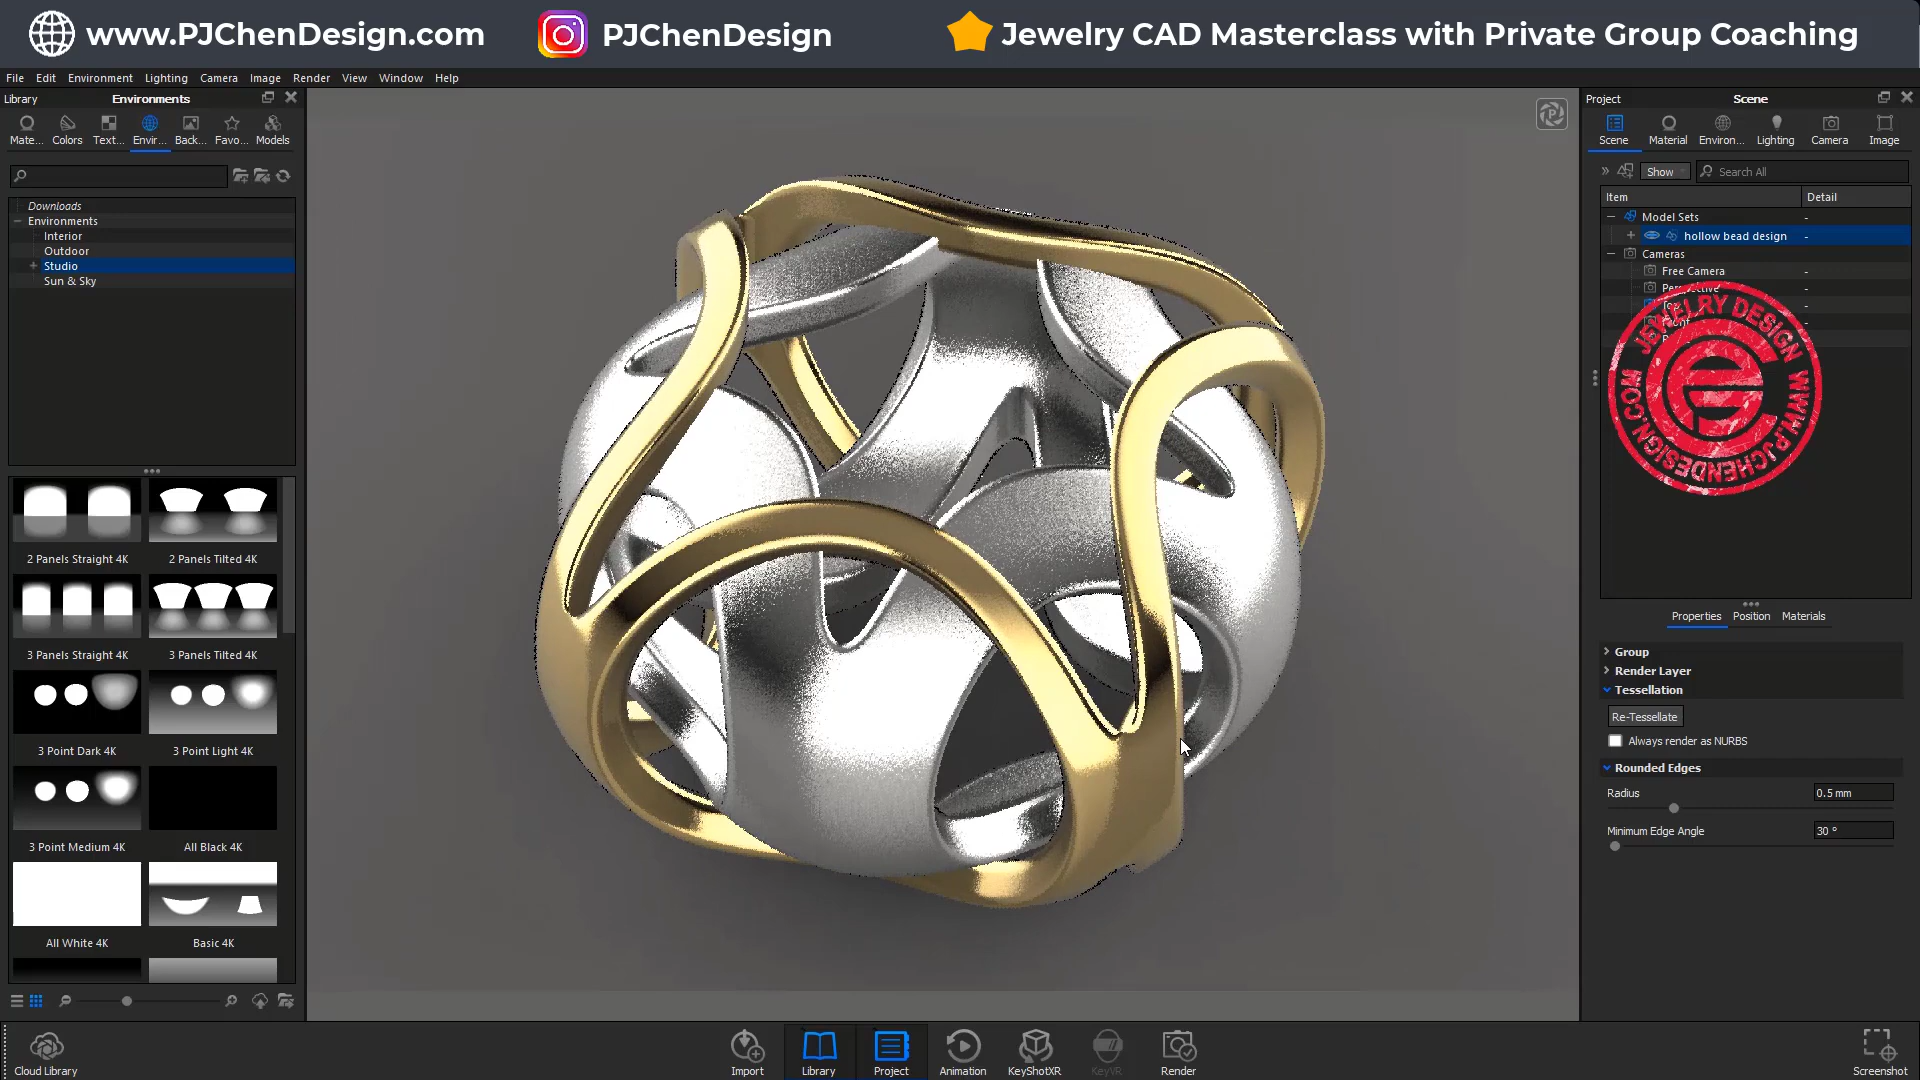 www.PJChenDesign.com
PJChenDesign
Jewelry CAD Masterclass with Private Group Coaching
File Edit Environment Lighting Camera Image Render View Window Help
Library Environments
Mate... Colors Text... Envir... Back... Favo... Models
Downloads
Environments
Interior
Outdoor
Studio
Sun & Sky
2 Panels Straight 4K 2 Panels Tilted 4K
3 Panels Straight 4K 3 Panels Tilted 4K
3 Point Dark 4K 3 Point Light 4K
3 Point Medium 4K All Black 4K
All White 4K Basic 4K
Project Scene
Scene Material Environ... Lighting Camera Image
Show Search All
Item Detail
Model Sets -
hollow bead design -
Cameras
Free Camera -
Perspective -
JEWELRY DESIGN
WWW.PJCHENDESIGN.COM
Properties Position Materials
Group
Render Layer
Tessellation
Re-Tessellate
Always render as NURBS
Rounded Edges
Radius 0.5 mm
Minimum Edge Angle 30 °
Cloud Library Import Library Project Animation KeyShotXR KeyVR Render Screenshot